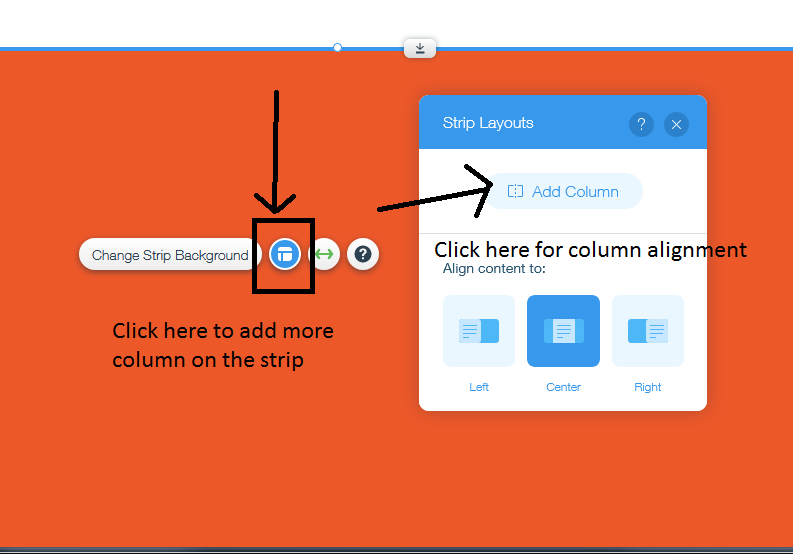 Strip Layouts
?
Add Column
Click here for column alignment
Change Strip Background
?
Align content to:
Click here to add more
column on the strip
Left
Center
Right